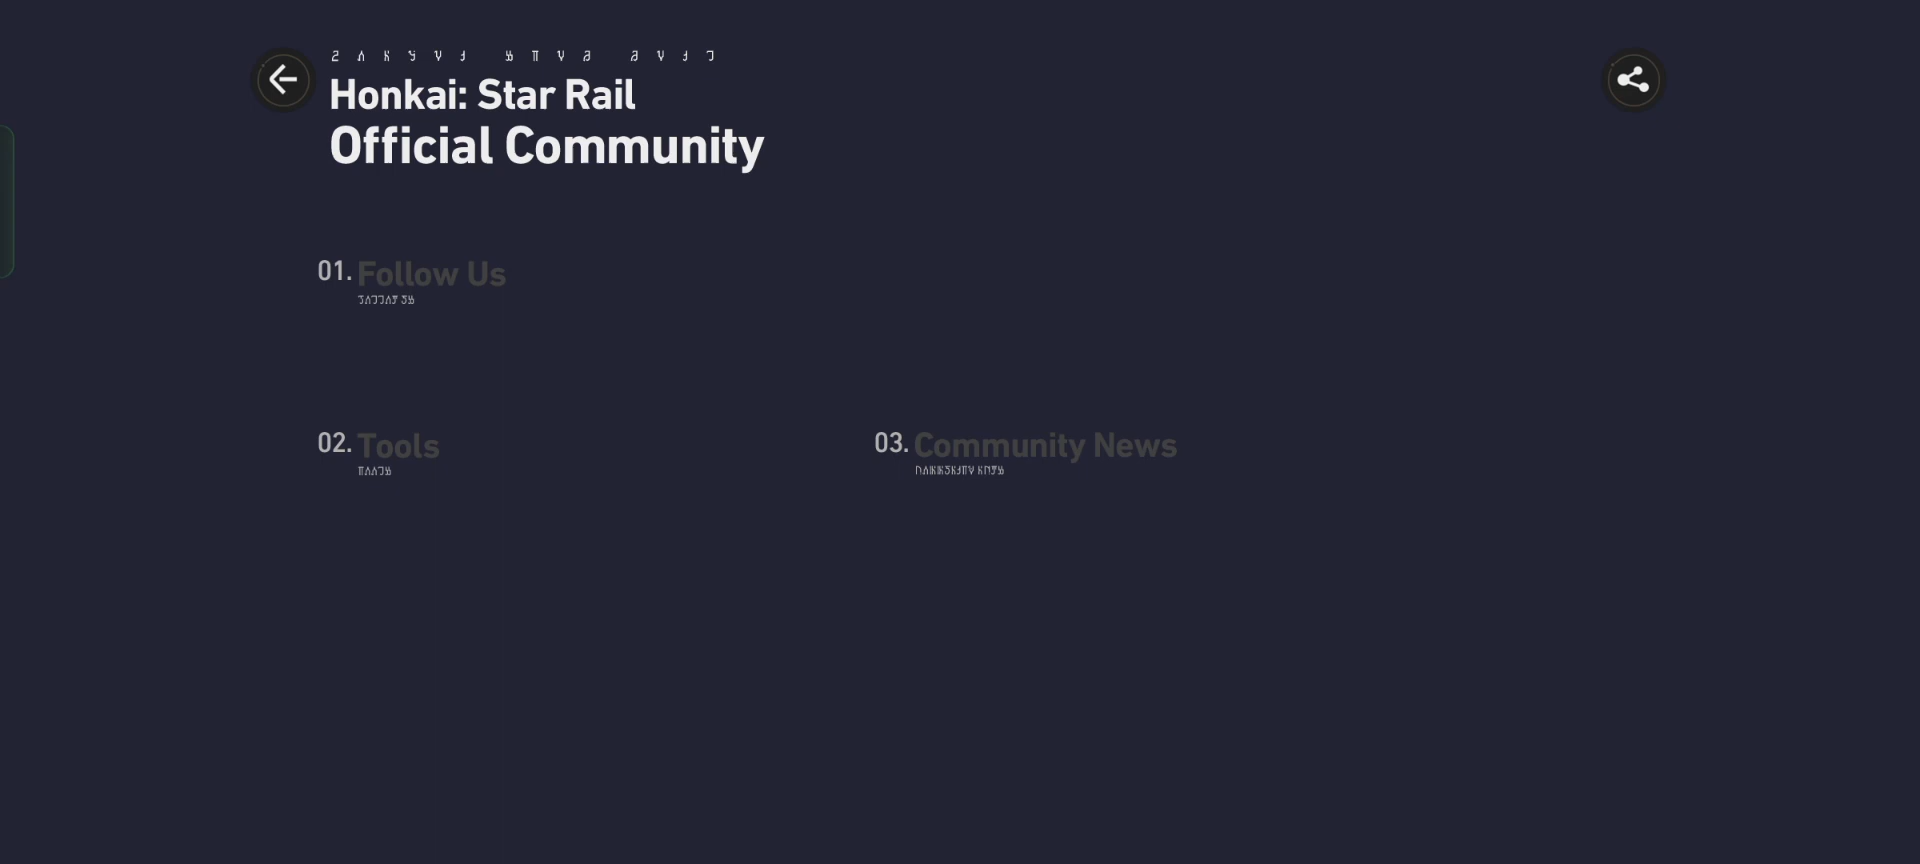 Honkai: Star Rail
Official Community
01. Follow Us
02. Tools
03. Community News